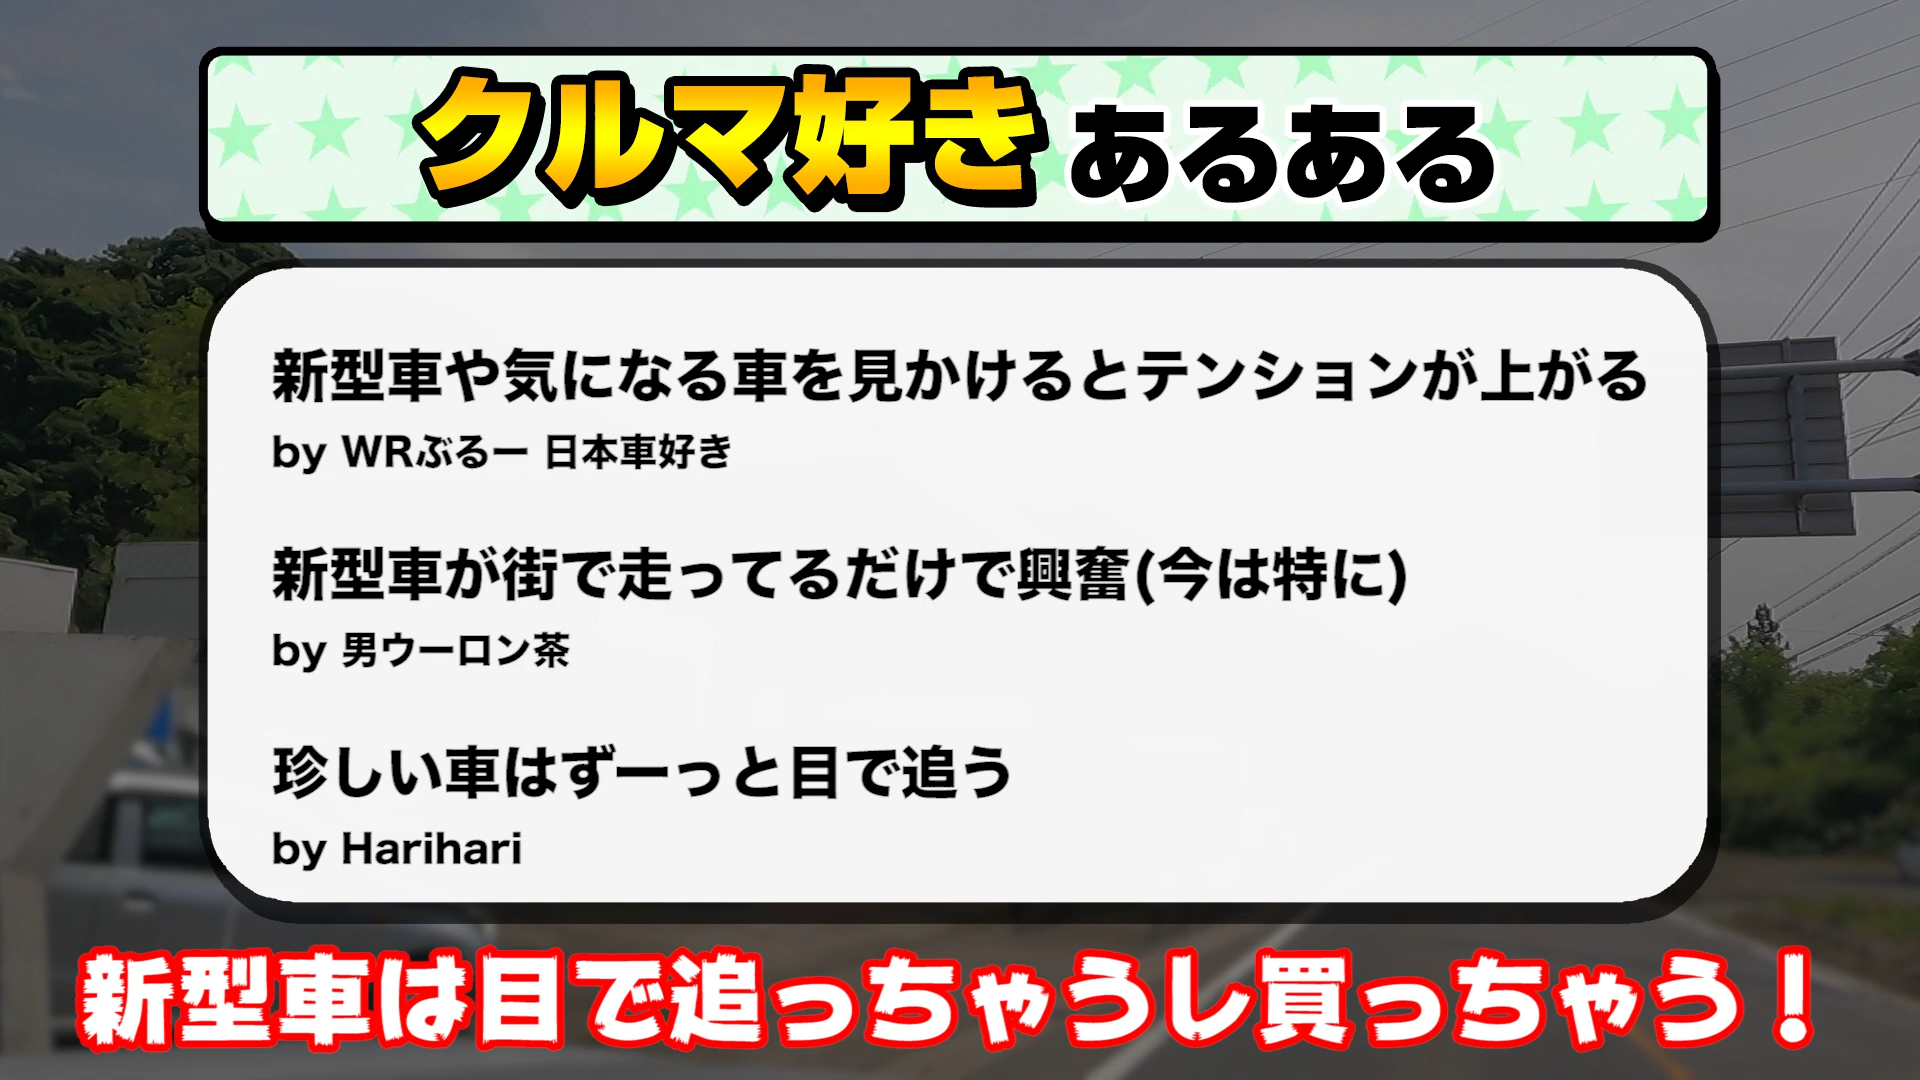 クルマ好きあるある
新型車や気になる車を見かけるとテンションが上がる
by WRぶるー 日本車好き
新型車が街で走ってるだけで興奮(今は特に)
by 男ウーロン茶
珍しい車はずーっと目で追う
by Harihari
新型車は目で追っちゃうし買っちゃう！